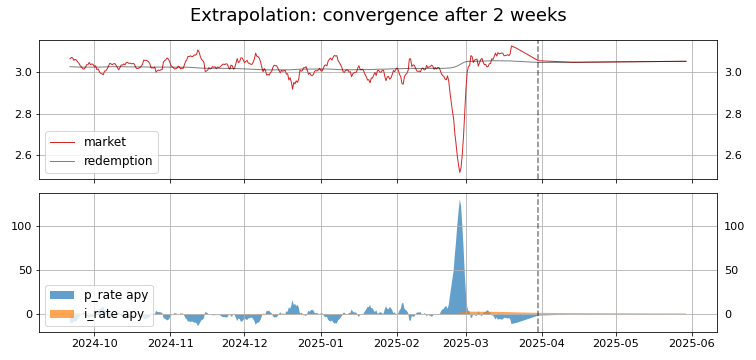 Extrapolation: convergence after 2 weeks
3.0
3.0
2.8
2.8
2.6
2.6
market
redemption
100
100
50
50
0
0
p_rate apy
i_rate apy
2024-10 2024-11 2024-12 2025-01 2025-02 2025-03 2025-04 2025-05 2025-06